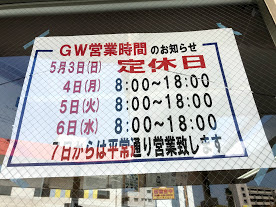 GW営業時間のお知らせ
5月3日(日) 定休日
4日(月) 8:00~18:00
5日(火) 8:00~18:00
6日(水) 8:00~18:00
7日からは平常通り営業致します